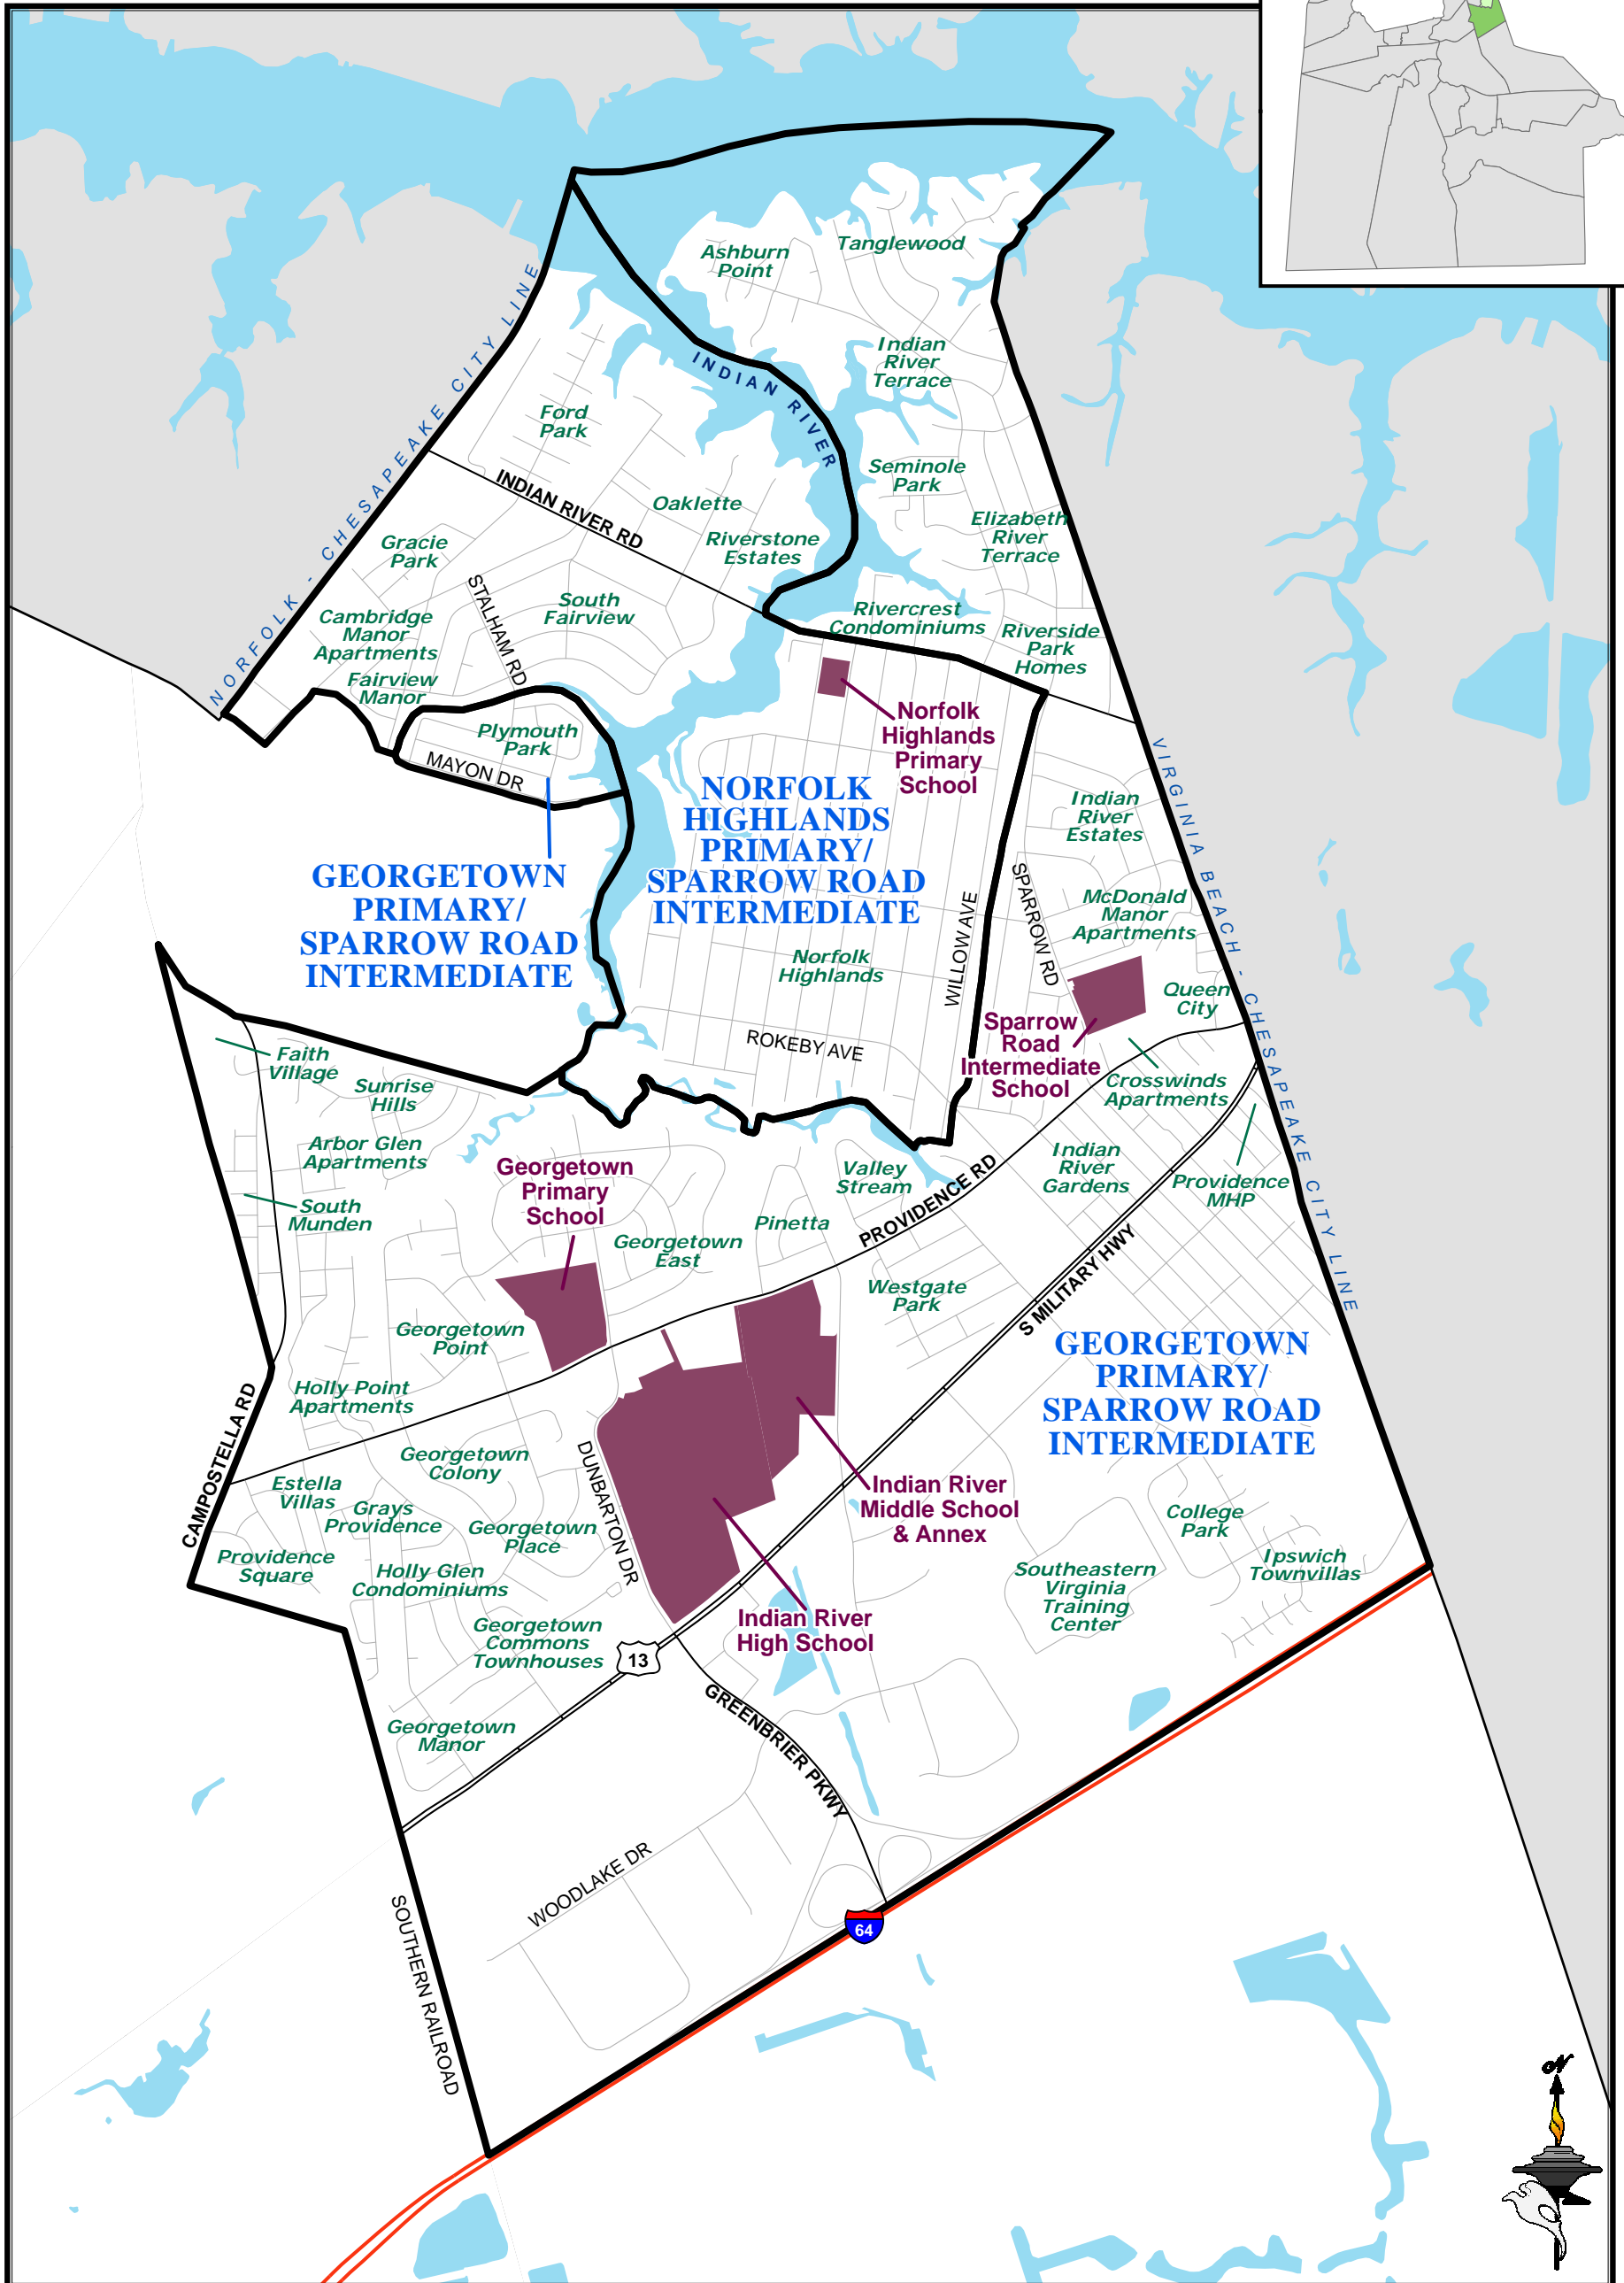 Ashburn
Point
Tanglewood
Indian
River
Terrace
NORFOLK - CHESAPEAKE CITY LINE
INDIAN RIVER
Ford
Park
INDIAN RIVER RD
Oaklette
Seminole
Park
Gracie
Park
Riverstone
Estates
Elizabeth
River
Terrace
STALHAM RD
South
Fairview
Cambridge
Manor
Apartments
Rivercrest
Condominiums
Riverside
Park
Homes
Fairview
Manor
Plymouth
Park
MAYON DR
Norfolk
Highlands
Primary
School
NORFOLK
HIGHLANDS
PRIMARY/
SPARROW ROAD
INTERMEDIATE
GEORGETOWN
PRIMARY/
SPARROW ROAD
INTERMEDIATE
VIRGINIA BEACH - CHESAPEAKE CITY LINE
Indian
River
Estates
SPARROW RD
McDonald
Manor
Apartments
WILLOW AVE
Norfolk
Highlands
Queen
City
ROKEBY AVE
Sparrow
Road
Intermediate
School
Crosswinds
Apartments
Faith
Village
Sunrise
Hills
Arbor Glen
Apartments
South
Munden
Georgetown
Primary
School
Valley
Stream
Indian
River
Gardens
Providence
MHP
Pinetta
PROVIDENCE RD
Georgetown
East
Westgate
Park
S MILITARY HWY
Georgetown
Point
GEORGETOWN
PRIMARY/
SPARROW ROAD
INTERMEDIATE
Holly Point
Apartments
CAMPOSTELLA RD
Georgetown
Colony
DUNBARTON DR
Estella
Villas
Grays
Providence
Georgetown
Place
Indian River
Middle School
& Annex
College
Park
Providence
Square
Holly Glen
Condominiums
Southeastern
Virginia
Training
Center
Ipswich
Townvillas
Georgetown
Commons
Townhouses
Indian River
High School
13
GREENBRIER PKWY
Georgetown
Manor
WOODLAKE DR
SOUTHERN RAILROAD
64
N